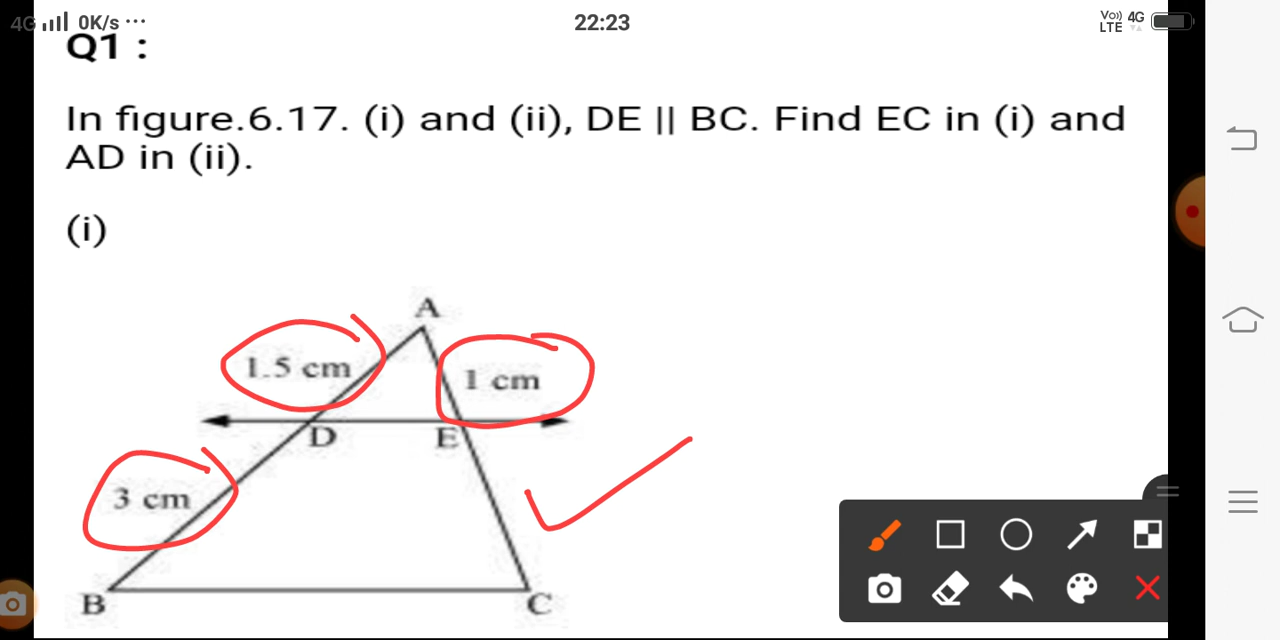 4G 0K/s ... 22:23 Vo)) LTE 4G
Q1 :
In figure.6.17. (i) and (ii), DE || BC. Find EC in (i) and
AD in (ii).
(i)
A
1.5 cm 1 cm
D E
3 cm
B C